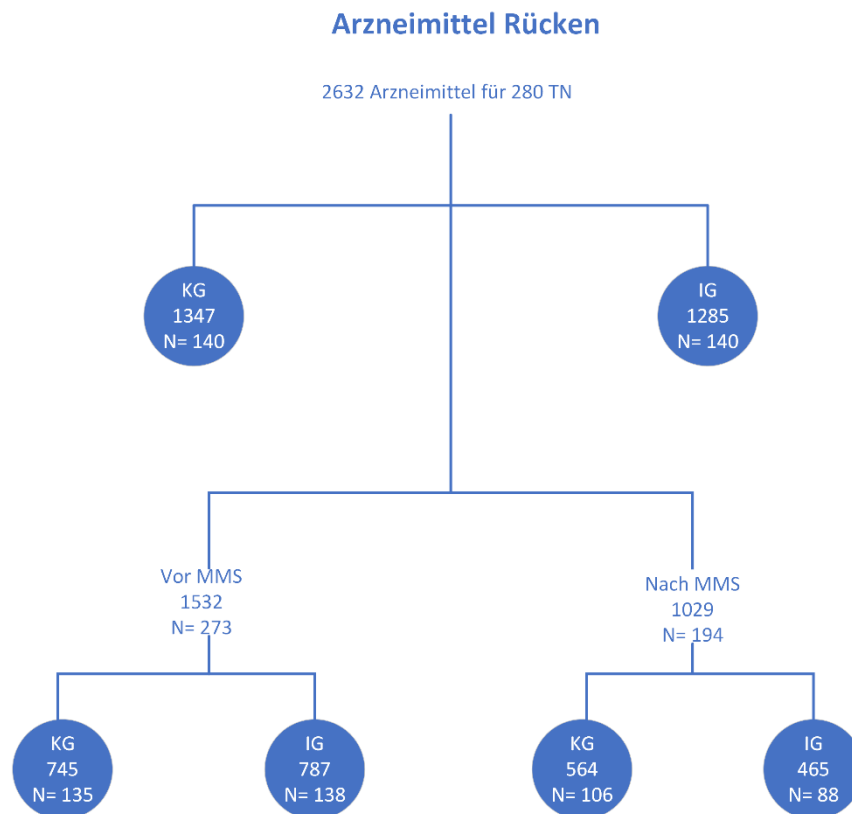 Arzneimittel Rücken
2632 Arzneimittel für 280 TN
KG
1347
N= 140
IG
1285
N= 140
Vor MMS
1532
N= 273
Nach MMS
1029
N= 194
KG
745
N= 135
IG
787
N= 138
KG
564
N= 106
IG
465
N= 88